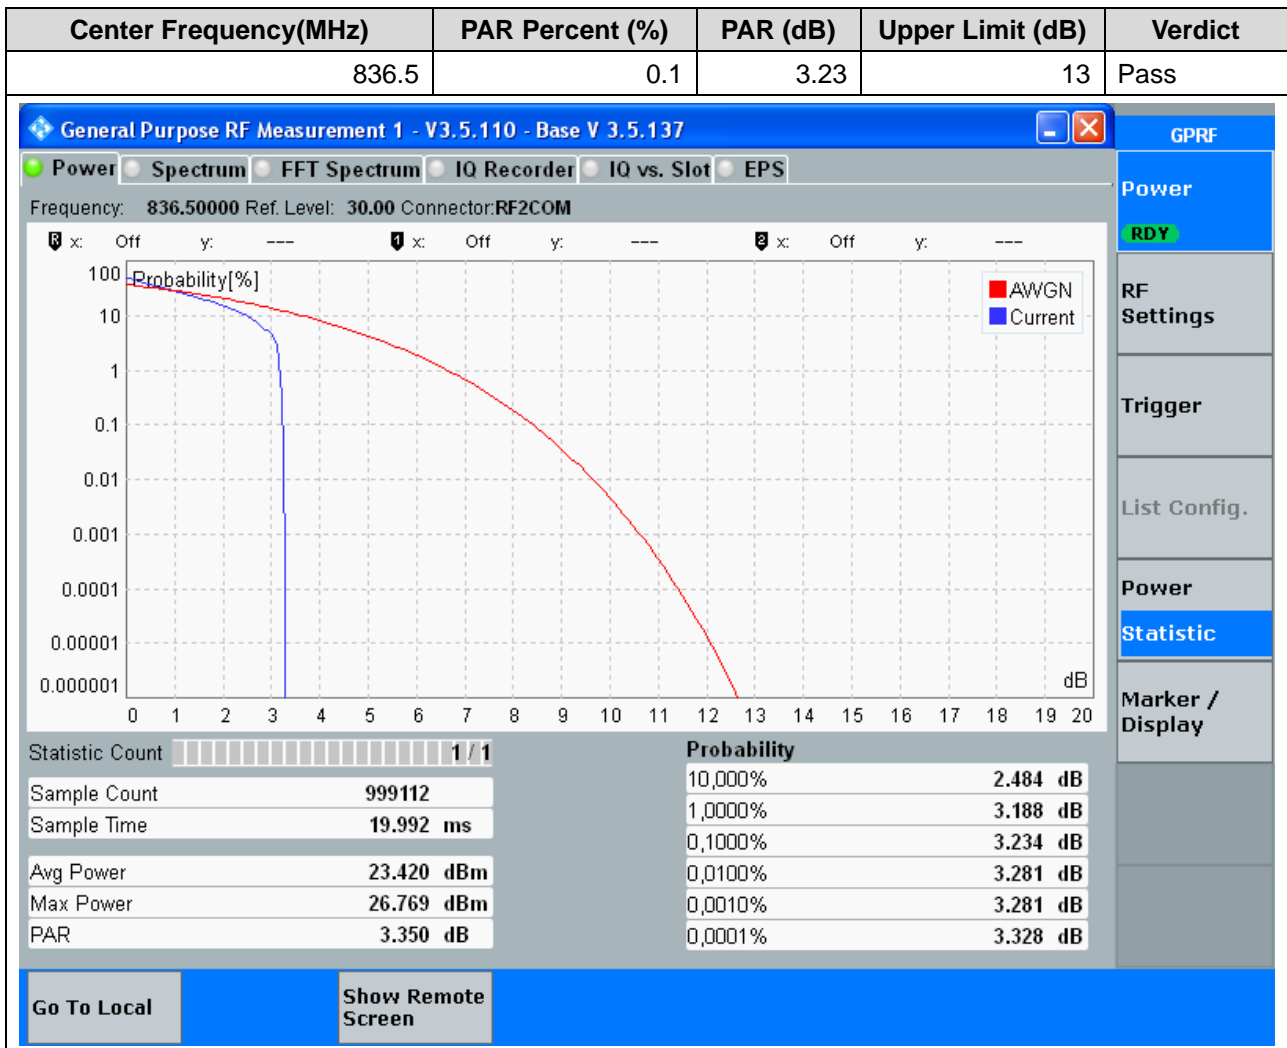 Center Frequency(MHz) PAR Percent (%) PAR (dB) Upper Limit (dB) Verdict
836.5 0.1 3.23 13 Pass
General Purpose RF Measurement 1 - V3.5.110 - Base V 3.5.137
GPRF
Power Spectrum FFT Spectrum IQ Recorder IQ vs. Slot EPS
Frequency: 836.50000 Ref. Level: 30.00 Connector:RF2COM
R x: Off y: --- 1 x: Off y: --- 2 x: Off y: ---
Probability[%]
AWGN
Current
100
10
1
0.1
0.01
0.001
0.0001
0.00001
0.000001
dB
0 1 2 3 4 5 6 7 8 9 10 11 12 13 14 15 16 17 18 19 20
Statistic Count 1 / 1
Sample Count 999112
Sample Time 19.992 ms
Avg Power 23.420 dBm
Max Power 26.769 dBm
PAR 3.350 dB
Probability
10,000% 2.484 dB
1,0000% 3.188 dB
0,1000% 3.234 dB
0,0100% 3.281 dB
0,0010% 3.281 dB
0,0001% 3.328 dB
Power
RDY
RF
Settings
Trigger
List Config.
Power
Statistic
Marker /
Display
Go To Local
Show Remote
Screen